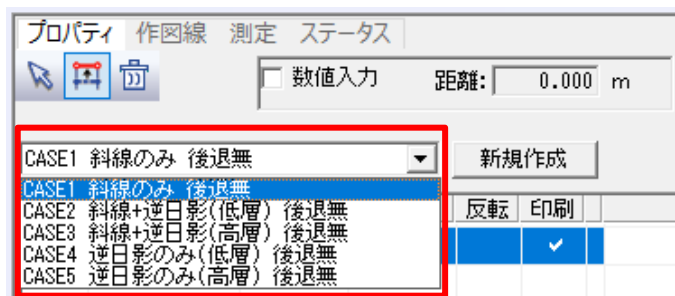 プロパティ 作図線 測定 ステータス
数値入力 距離: 0.000 m
CASE1 斜線のみ 後退無 新規作成
CASE1 斜線のみ 後退無
CASE2 斜線+逆日影(低層) 後退無 反転 印刷
CASE3 斜線+逆日影(高層) 後退無
CASE4 逆日影のみ(低層) 後退無
CASE5 逆日影のみ(高層) 後退無